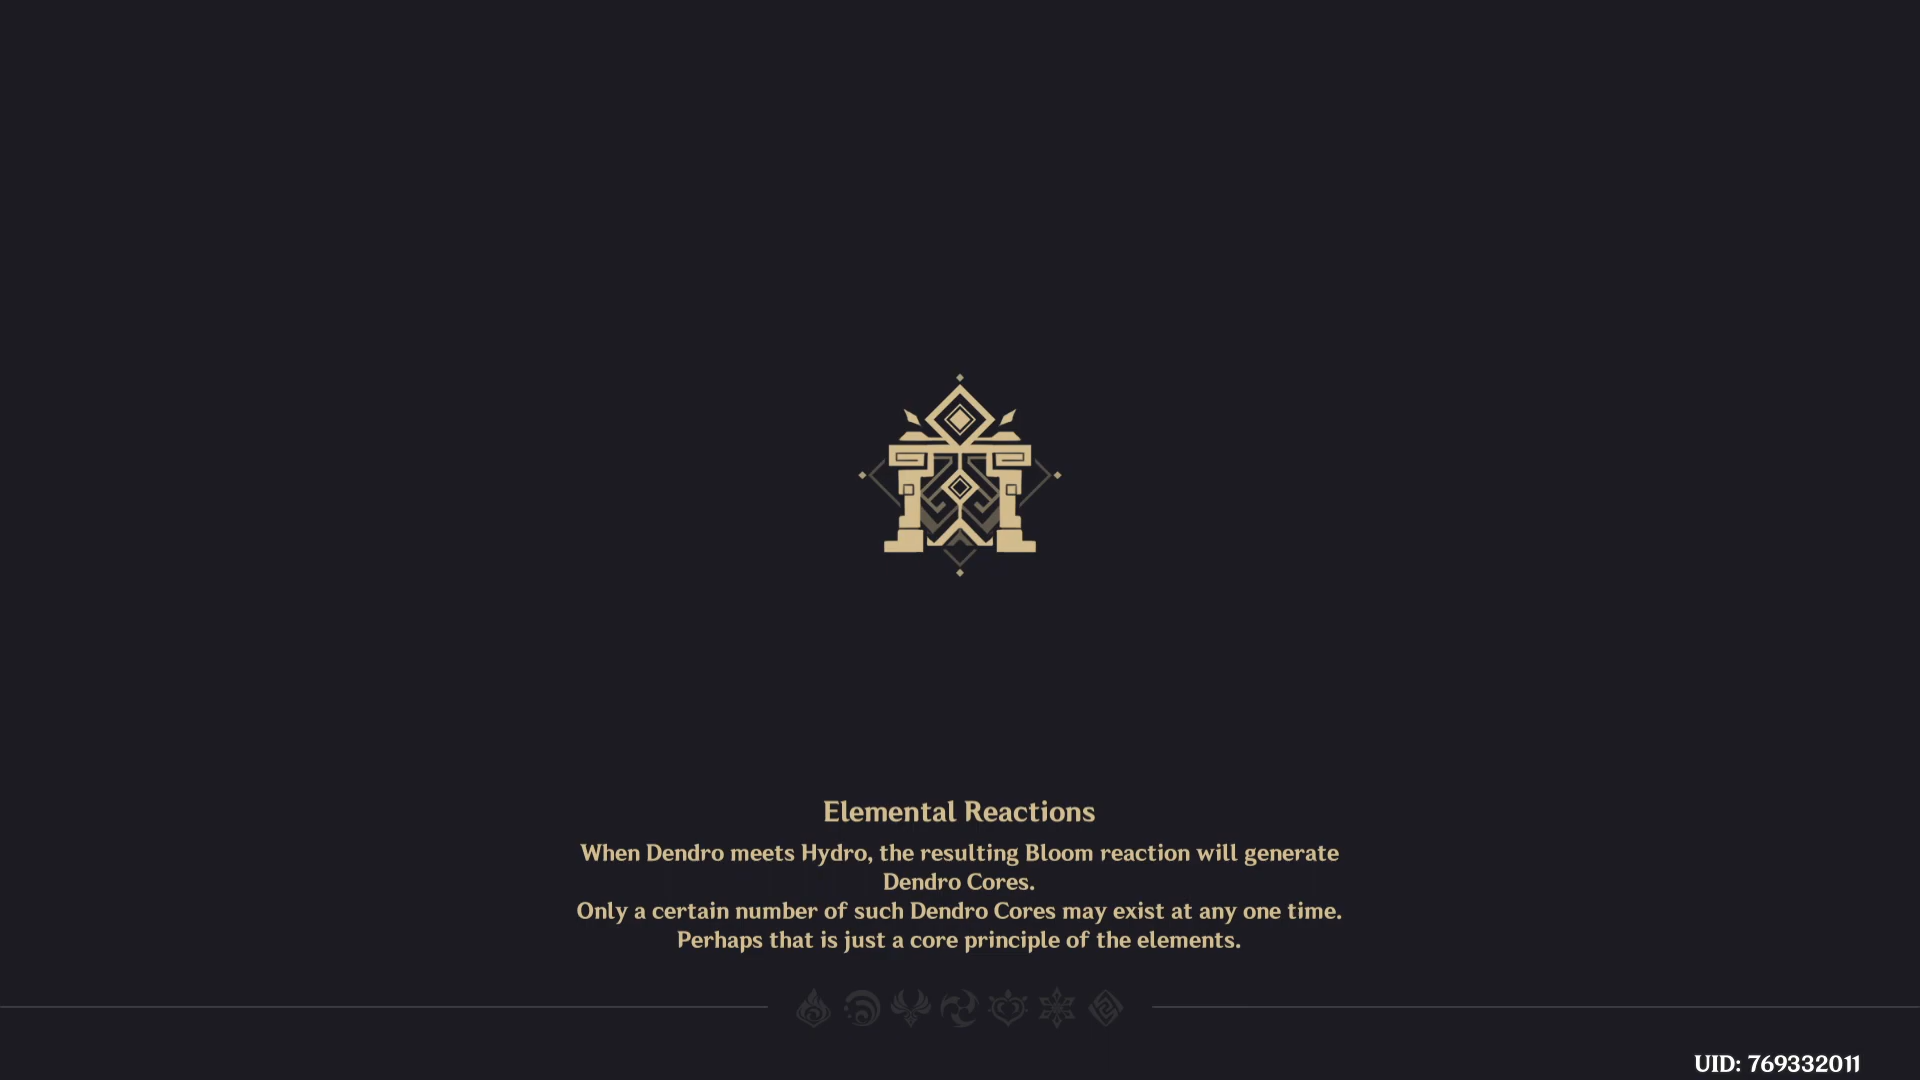 Elemental Reactions
When Dendro meets Hydro, the resulting Bloom reaction will generate
Dendro Cores.
Only a certain number of such Dendro Cores may exist at any one time.
Perhaps that is just a core principle of the elements.
UID: 769332011